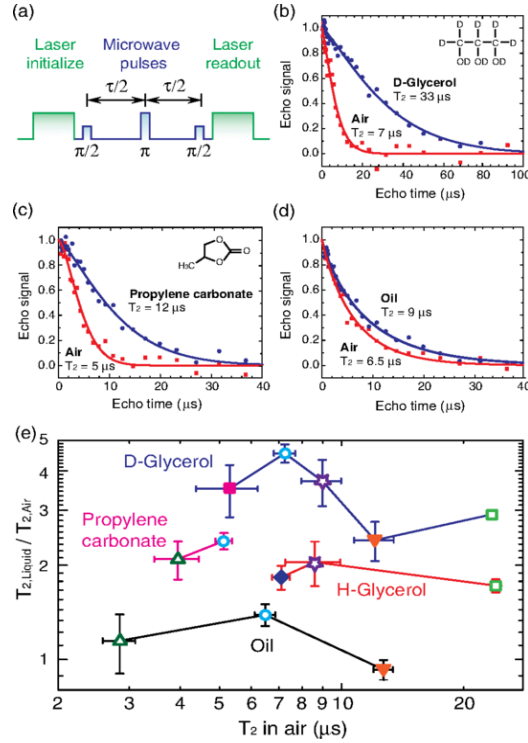 (a)
Laser initialize
Microwave pulses
Laser readout
τ/2
τ/2
π/2
π
π/2
(b)
Echo signal
1.0
0.8
0.6
0.4
0.2
0.0
D D D
D C C C D
OD OD OD
D-Glycerol
T2 = 33 μs
Air
T2 = 7 μs
0 20 40 60 80 100
Echo time (μs)
(c)
Echo signal
1.0
0.8
0.6
0.4
0.2
0.0
O
O
O
H3C
Propylene carbonate
T2 = 12 μs
Air
T2 = 5 μs
0 10 20 30 40
Echo time (μs)
(d)
Echo signal
1.0
0.8
0.6
0.4
0.2
0.0
Oil
T2 = 9 μs
Air
T2 = 6.5 μs
0 10 20 30 40
Echo time (μs)
(e)
T2,Liquid / T2,Air
5
4
3
2
1
D-Glycerol
Propylene carbonate
H-Glycerol
Oil
2 3 4 5 6 7 8 9 10 20
T2 in air (μs)